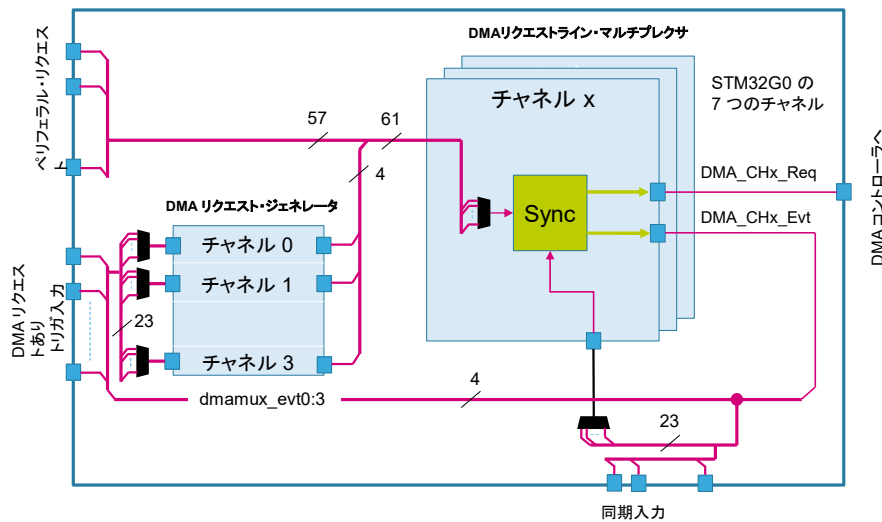 DMAリクエストライン・マルチプレクサ
ペリフェラル・リクエス
ト
チャネル x
STM32G0 の
7 つのチャネル
57
61
4
DMA_CHx_Req
DMA コントローラへ
Sync
DMA_CHx_Evt
DMA リクエスト・ジェネレータ
チャネル 0
チャネル 1
チャネル 3
DMA リクエス
トあり
トリガ入力
23
dmamux_evt0:3
4
23
同期入力